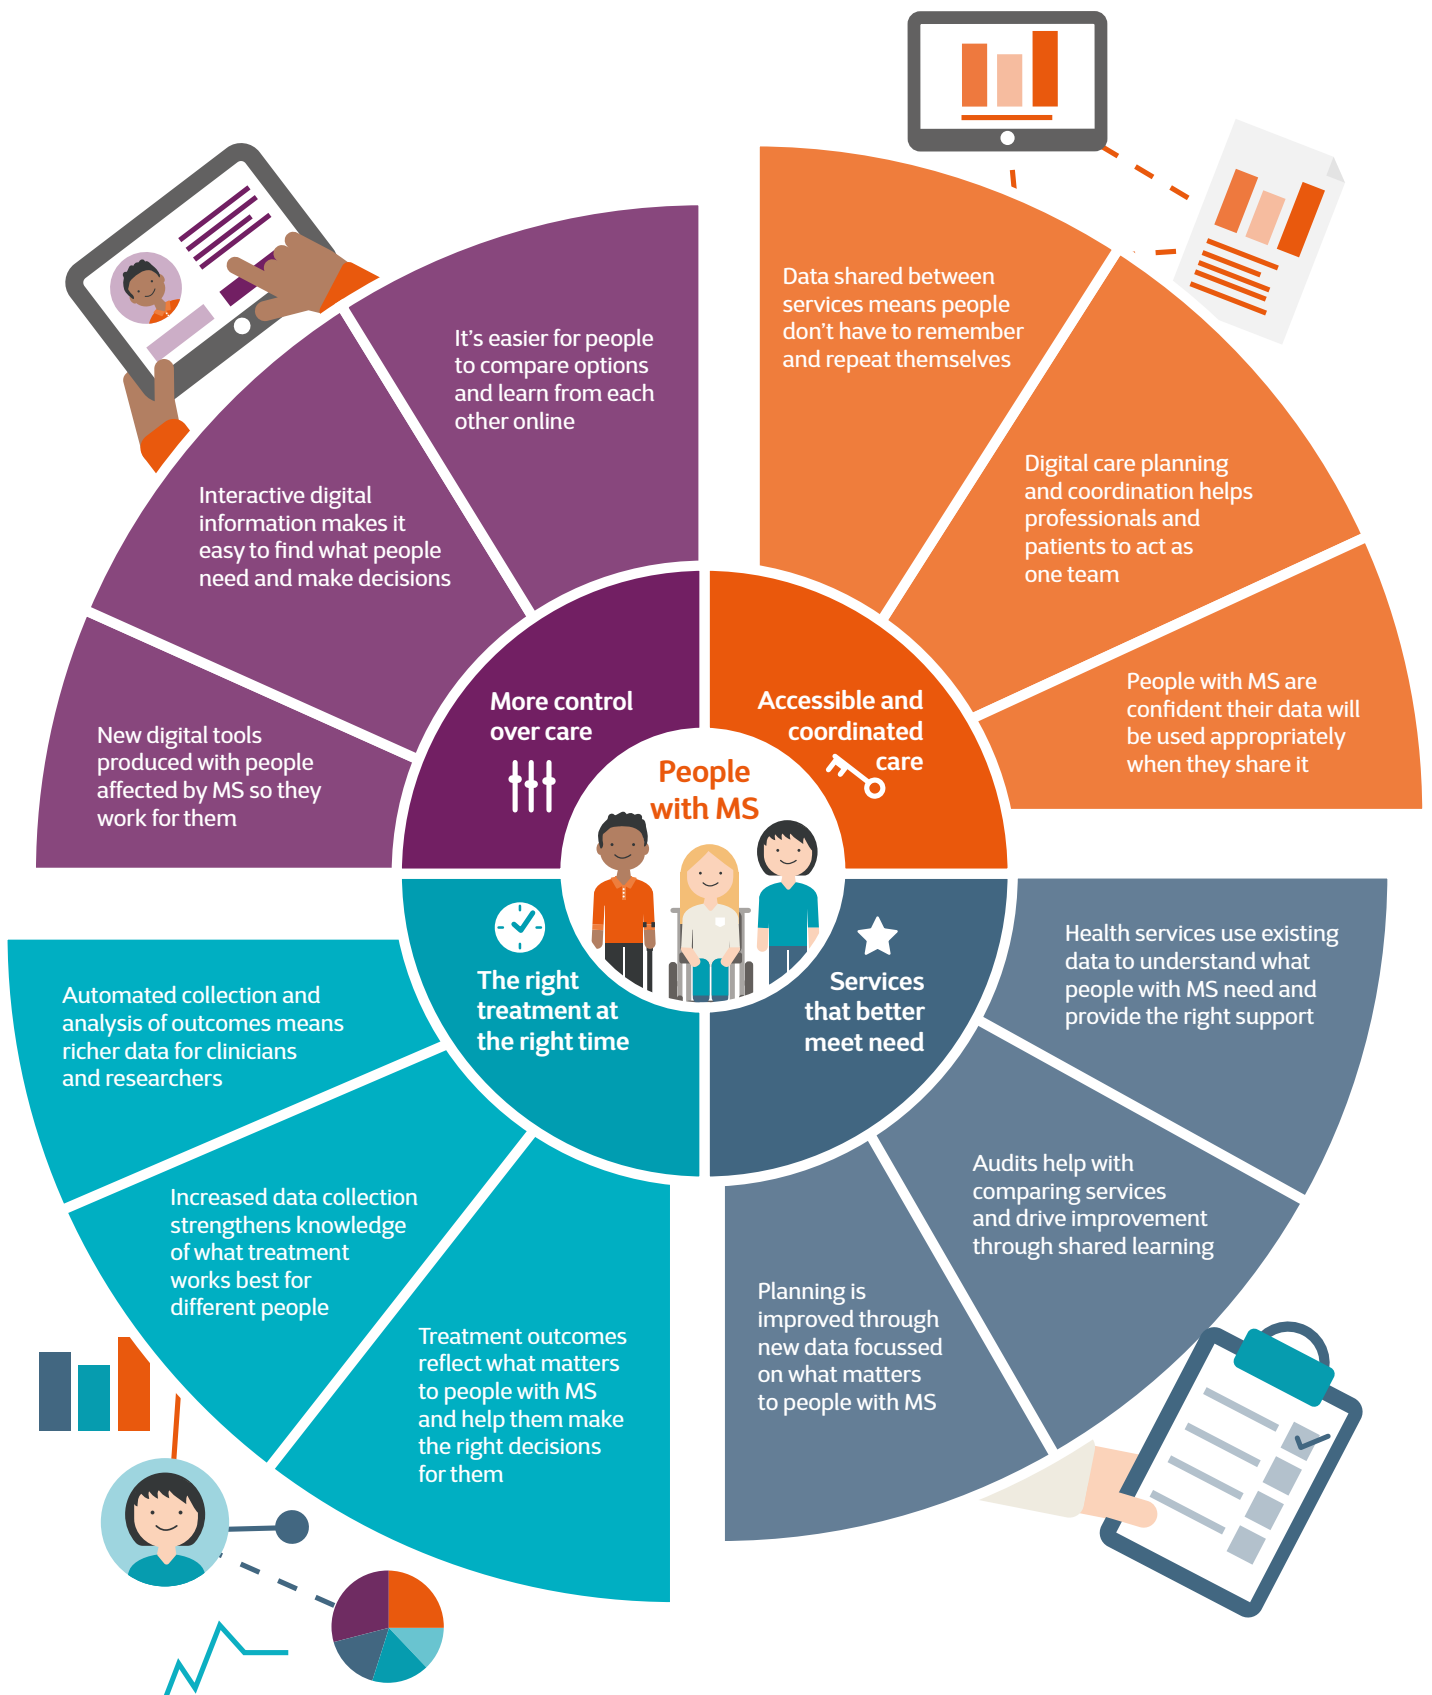 People
with MS
More control
over care
It’s easier for people
to compare options
and learn from each
other online
Interactive digital
information makes it
easy to find what people
need and make decisions
New digital tools
produced with people
affected by MS so they
work for them
Accessible and
coordinated
care
Data shared between
services means people
don’t have to remember
and repeat themselves
Digital care planning
and coordination helps
professionals and
patients to act as
one team
People with MS are
confident their data will
be used appropriately
when they share it
Services
that better
meet need
Health services use existing
data to understand what
people with MS need and
provide the right support
Audits help with
comparing services
and drive improvement
through shared learning
Planning is
improved through
new data focussed
on what matters
to people with MS
The right
treatment at
the right time
Automated collection and
analysis of outcomes means
richer data for clinicians
and researchers
Increased data collection
strengthens knowledge
of what treatment
works best for
different people
Treatment outcomes
reflect what matters
to people with MS
and help them make
the right decisions
for them